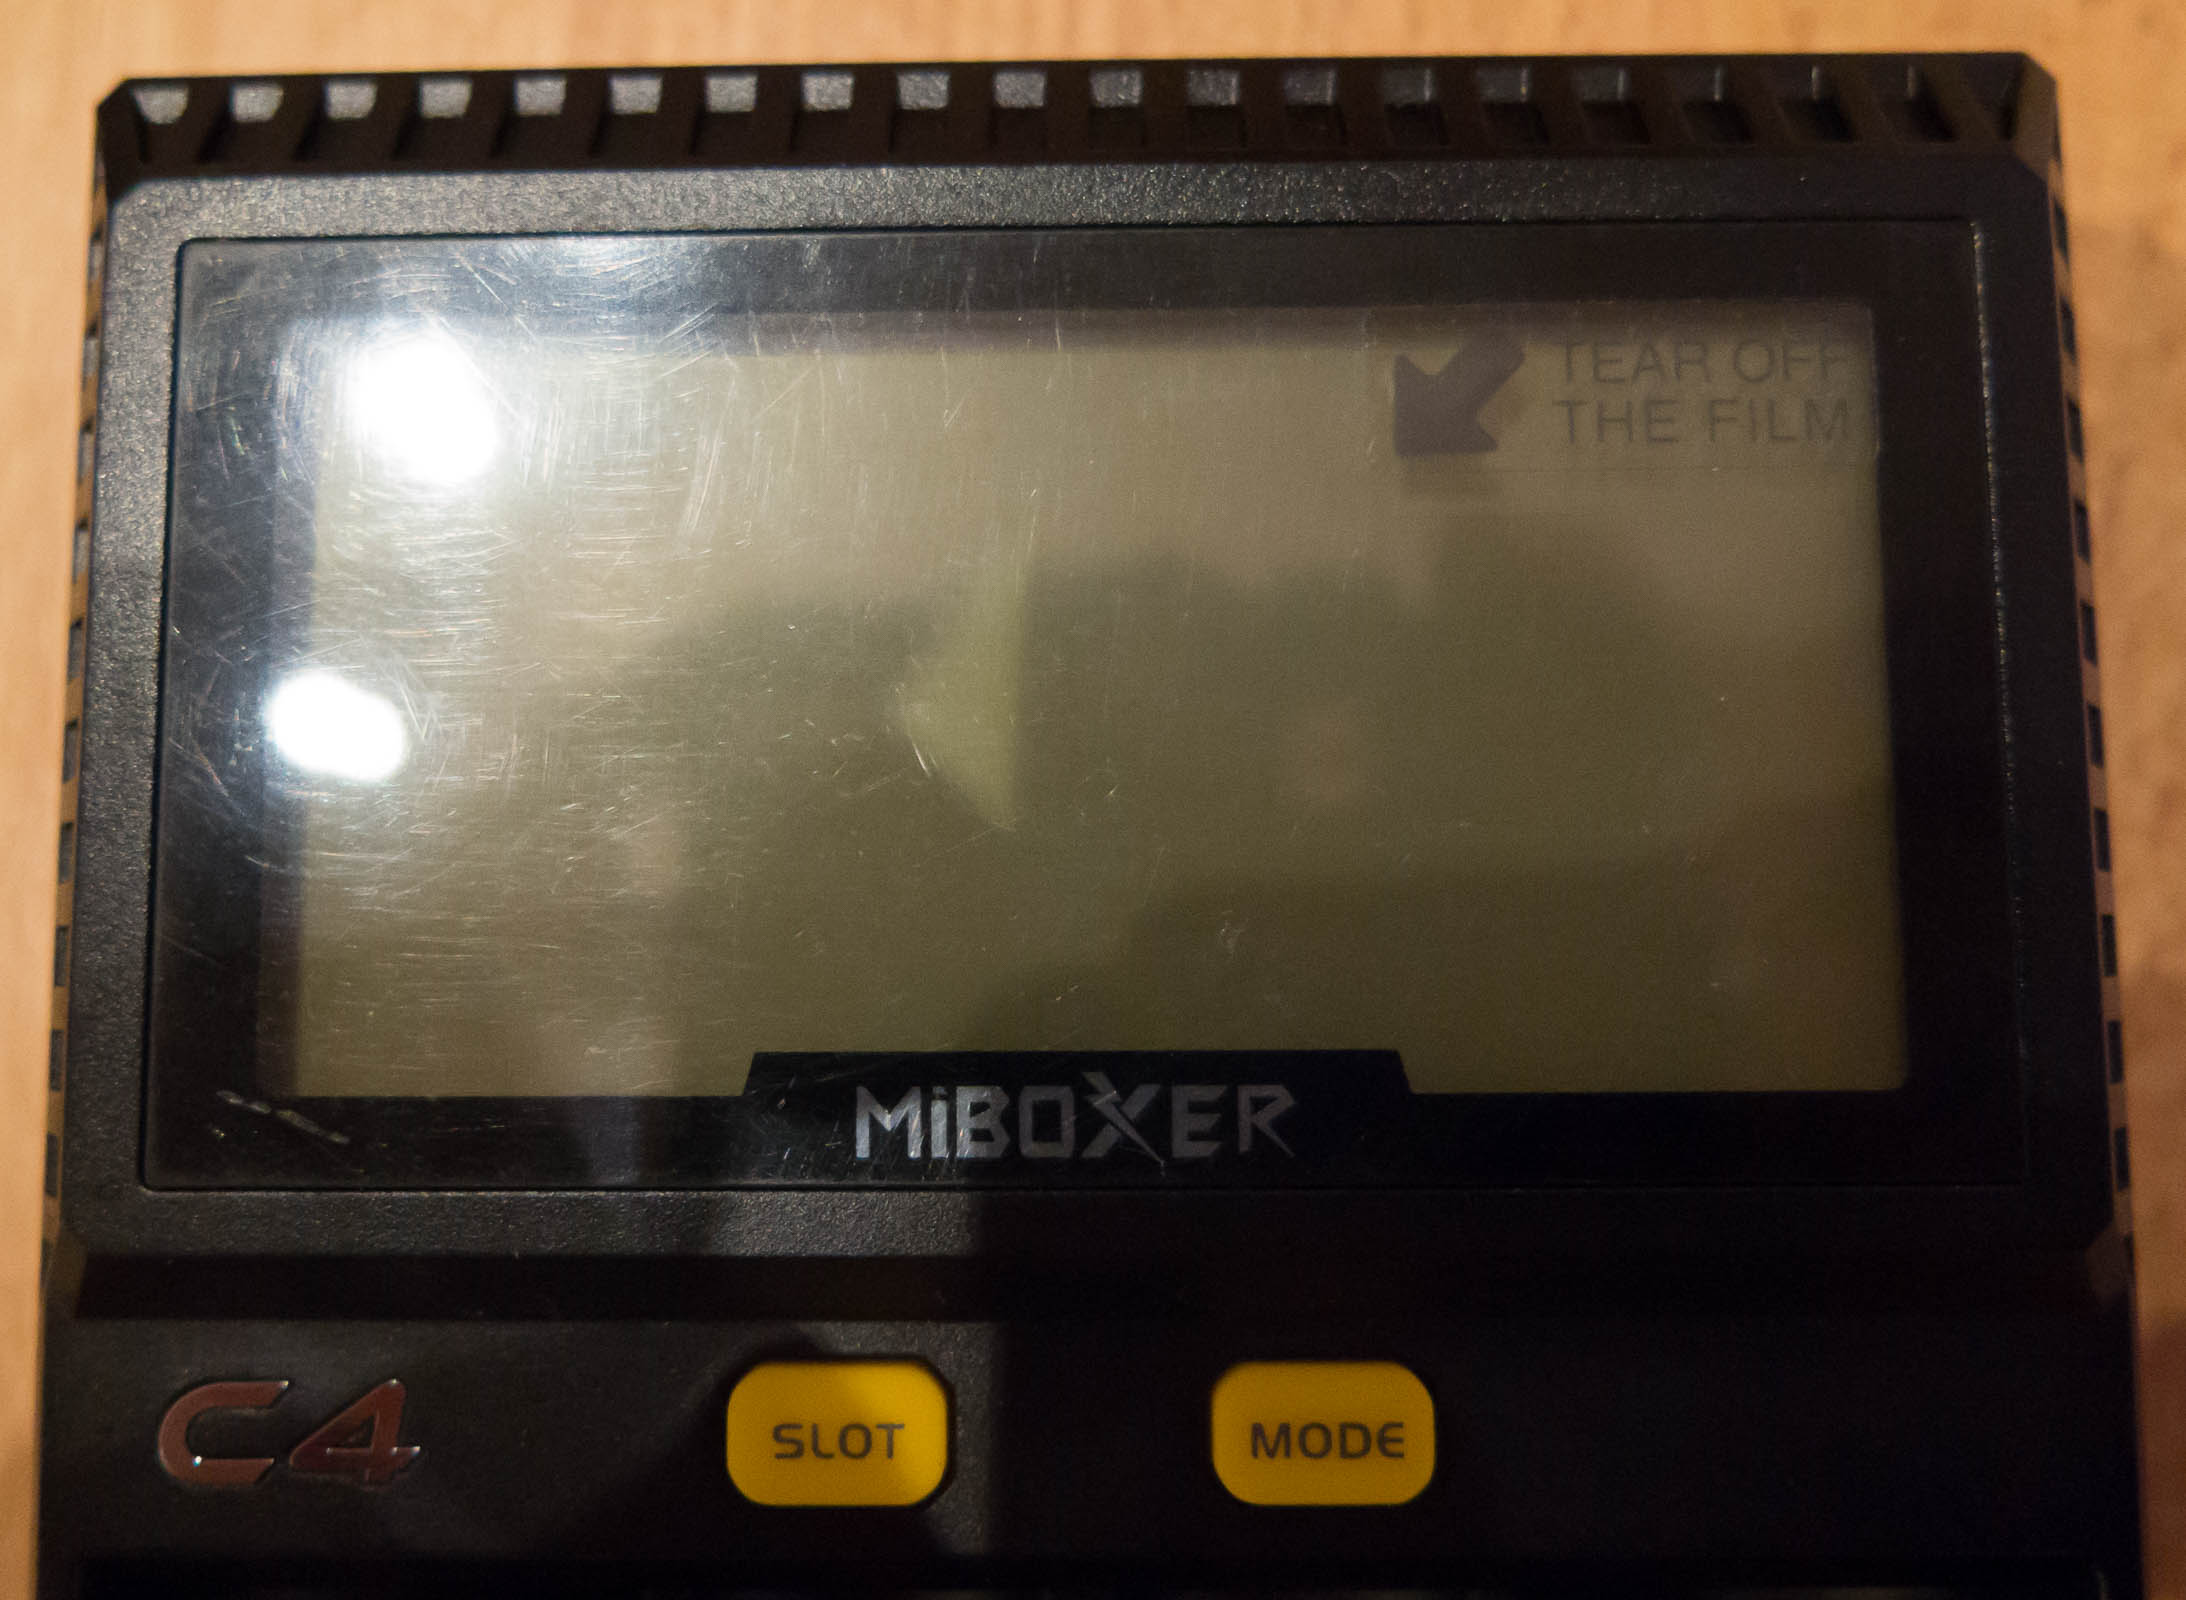 TEAR OFF
THE FILM
MiBOXER
C4
SLOT
MODE